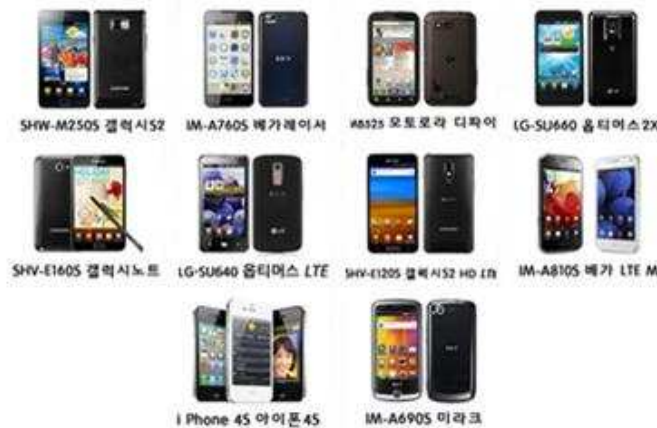 SHW-M250S 갤럭시S2
IM-A760S 베가레이서
모토로라 디파이
LG-SU660 옵티머스2X
SHV-E160S 갤럭시노트
LG-SU640 옵티머스 LTE
SHV-E120S 갤럭시S2 HD LTE
IM-A810S 베가 LTE M
i Phone 4S 아이폰4S
IM-A690S 미라크